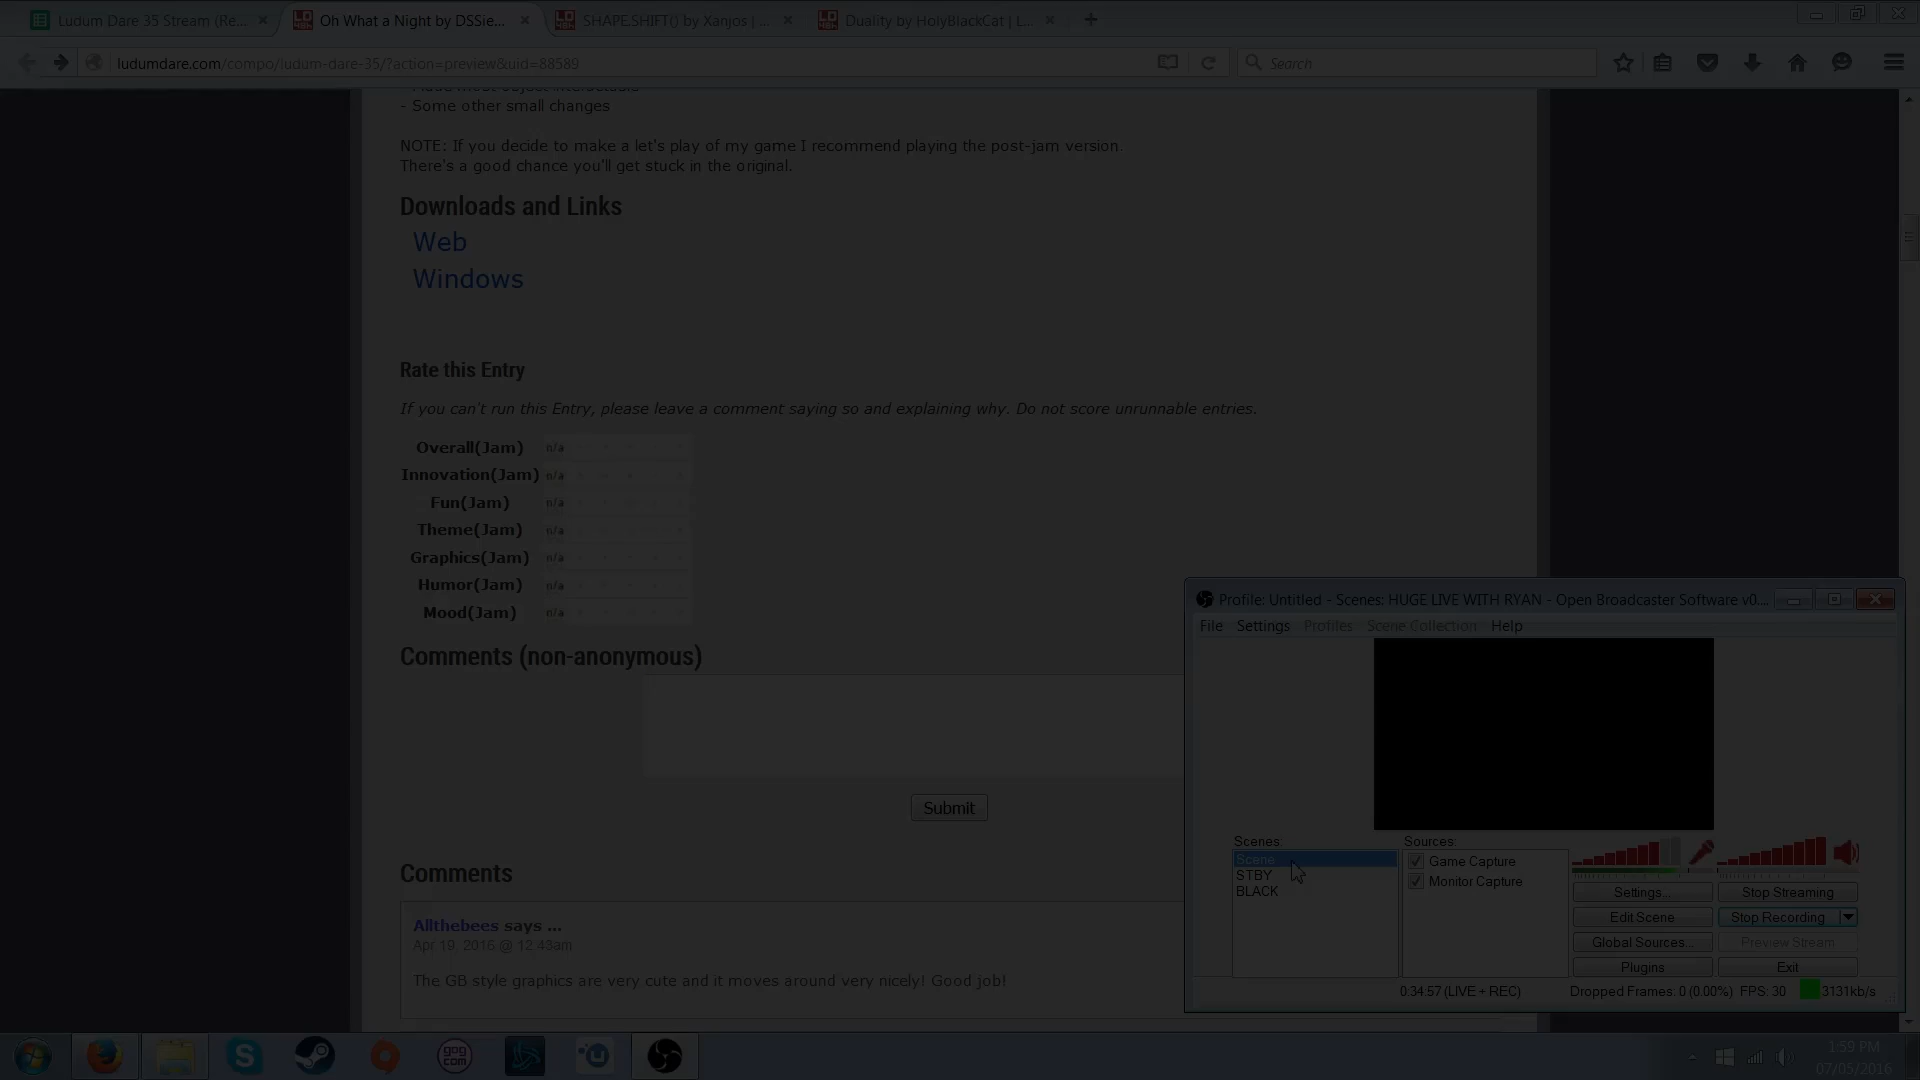 Ludum Dare 35 Stream (Re...
Oh What a Night by DSSie...
SHAPE.SHIFT() by Xanjos | ...
Duality by HolyBlackCat | L...
ludumdare.com/compo/ludum-dare-35/?action=preview&uid=88589
Search
- Some other small changes
NOTE: If you decide to make a let's play of my game I recommend playing the post-jam version.
There's a good chance you'll get stuck in the original.
Downloads and Links
Web
Windows
Rate this Entry
If you can't run this Entry, please leave a comment saying so and explaining why. Do not score unrunnable entries.
Overall(Jam) n/a
Innovation(Jam) n/a
Fun(Jam) n/a
Theme(Jam) n/a
Graphics(Jam) n/a
Humor(Jam) n/a
Mood(Jam) n/a
Comments (non-anonymous)
Submit
Comments
Allthebees says ...
Apr 19, 2016 @ 12:43am
The GB style graphics are very cute and it moves around very nicely! Good job!
Profile: Untitled - Scenes: HUGE LIVE WITH RYAN - Open Broadcaster Software v0....
File Settings Profiles Scene Collection Help
Scenes:
Scene
STBY
BLACK
Sources:
Game Capture
Monitor Capture
Settings...
Stop Streaming
Edit Scene
Stop Recording
Global Sources...
Preview Stream
Plugins
Exit
0:34:57 (LIVE + REC)
Dropped Frames: 0 (0.00%)
FPS: 30
3131kb/s
gog
com
1:59 PM
07/05/2016